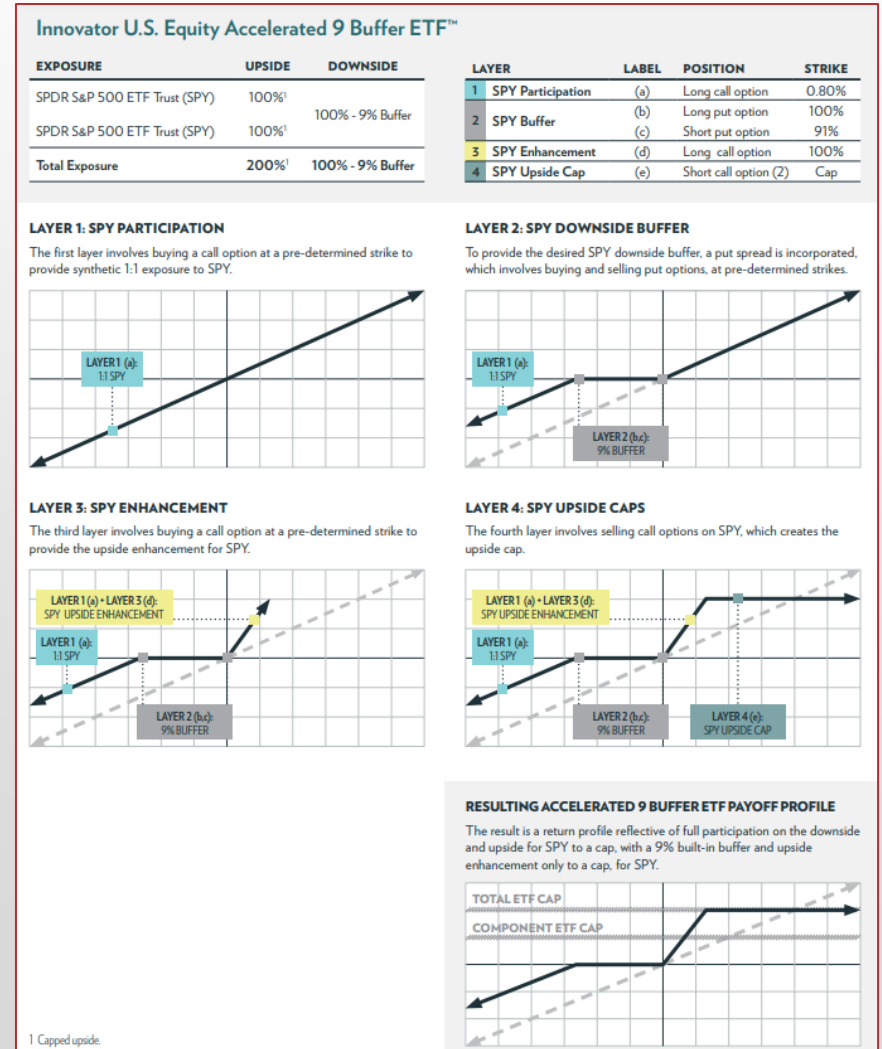 Innovator U.S. Equity Accelerated 9 Buffer ETF™
EXPOSURE UPSIDE DOWNSIDE
SPDR S&P 500 ETF Trust (SPY) 100%¹
100% - 9% Buffer
SPDR S&P 500 ETF Trust (SPY) 100%¹
Total Exposure 200%¹ 100% - 9% Buffer
LAYER LABEL POSITION STRIKE
1 SPY Participation (a) Long call option 0.80%
2 SPY Buffer (b) Long put option 100%
(c) Short put option 91%
3 SPY Enhancement (d) Long call option 100%
4 SPY Upside Cap (e) Short call option (2) Cap
LAYER 1: SPY PARTICIPATION
The first layer involves buying a call option at a pre-determined strike to
provide synthetic 1:1 exposure to SPY.
LAYER 1 (a):
1:1 SPY
LAYER 2: SPY DOWNSIDE BUFFER
To provide the desired SPY downside buffer, a put spread is incorporated,
which involves buying and selling put options, at pre-determined strikes.
LAYER 1 (a):
1:1 SPY
LAYER 2 (b,c):
9% BUFFER
LAYER 3: SPY ENHANCEMENT
The third layer involves buying a call option at a pre-determined strike to
provide the upside enhancement for SPY.
LAYER 1 (a) + LAYER 3 (d):
SPY UPSIDE ENHANCEMENT
LAYER 1 (a):
1:1 SPY
LAYER 2 (b,c):
9% BUFFER
LAYER 4: SPY UPSIDE CAPS
The fourth layer involves selling call options on SPY, which creates the
upside cap.
LAYER 1 (a) + LAYER 3 (d):
SPY UPSIDE ENHANCEMENT
LAYER 1 (a):
1:1 SPY
LAYER 2 (b,c):
9% BUFFER
LAYER 4 (e):
SPY UPSIDE CAP
RESULTING ACCELERATED 9 BUFFER ETF PAYOFF PROFILE
The result is a return profile reflective of full participation on the downside
and upside for SPY to a cap, with a 9% built-in buffer and upside
enhancement only to a cap, for SPY.
TOTAL ETF CAP
COMPONENT ETF CAP
1 Capped upside.